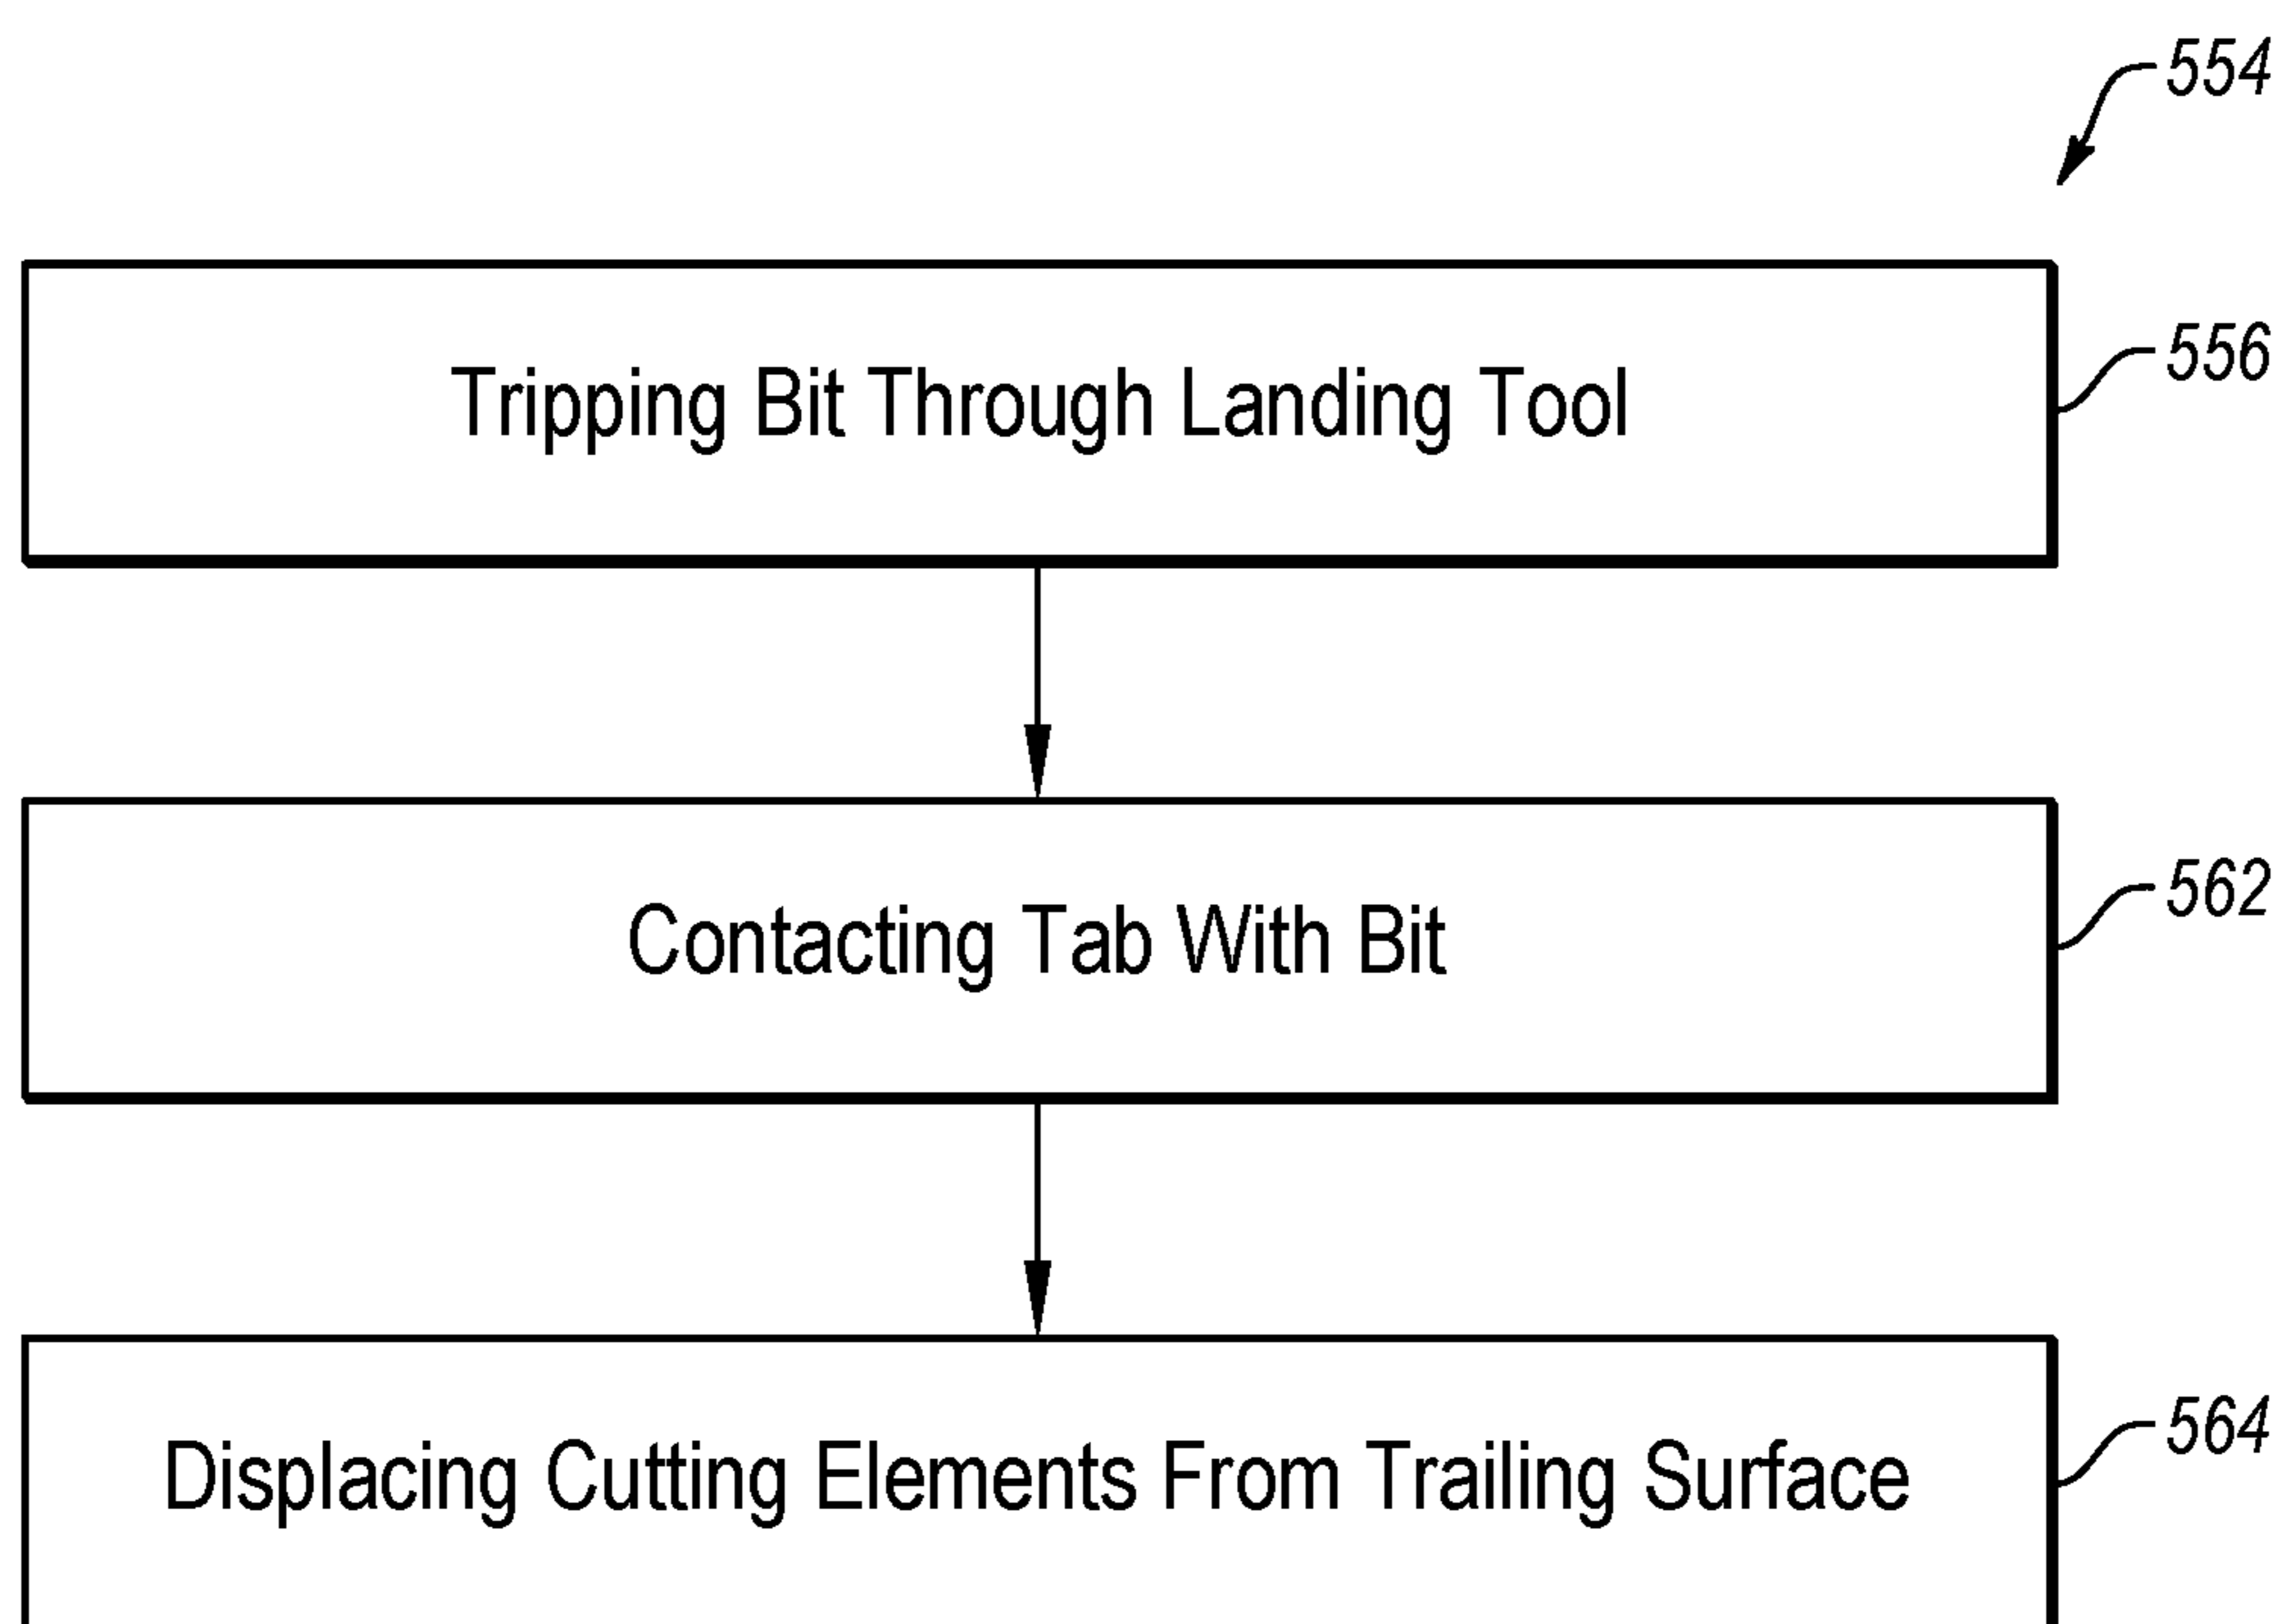 554
Tripping Bit Through Landing Tool
556
Contacting Tab With Bit
562
Displacing Cutting Elements From Trailing Surface
564